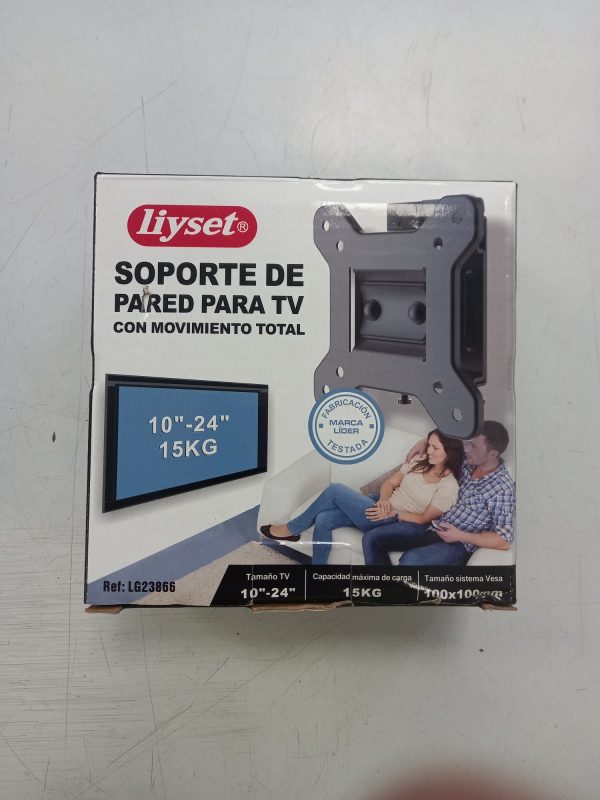 liyset®
SOPORTE DE
PARED PARA TV
CON MOVIMIENTO TOTAL
10"-24"
15KG
FABRICACIÓN
MARCA
LÍDER
TESTADA
Ref: LG23866
Tamaño TV
10"-24"
Capacidad máxima de carga
15KG
Tamaño sistema Vesa
100x100mm